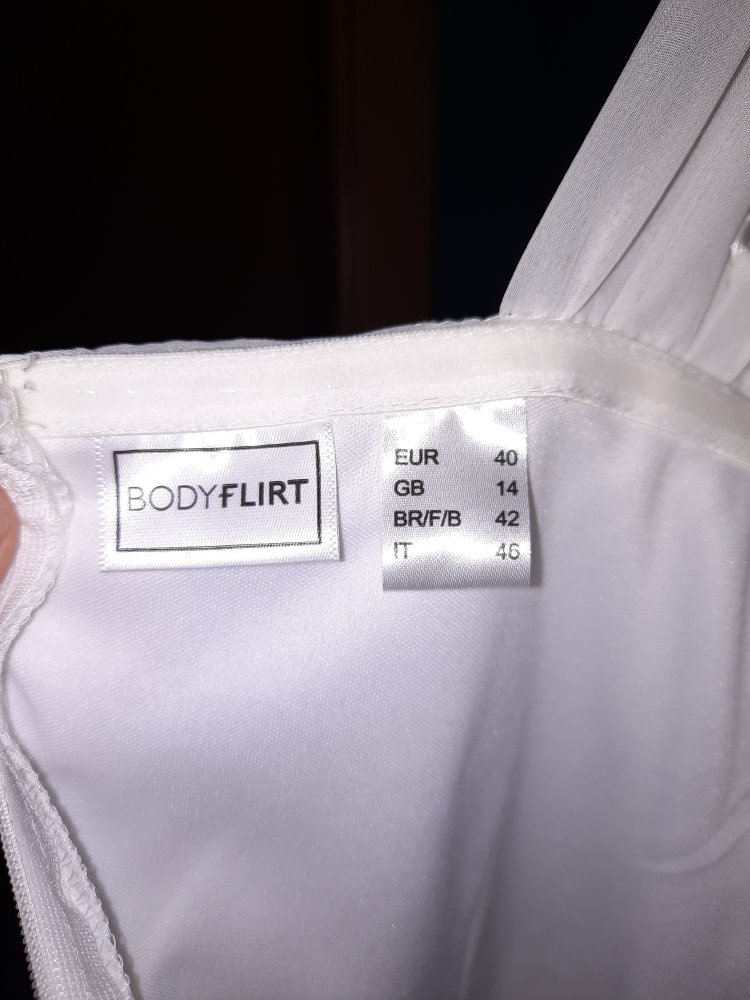 BODYFLIRT
EUR 40
GB 14
BR/F/B 42
IT 46